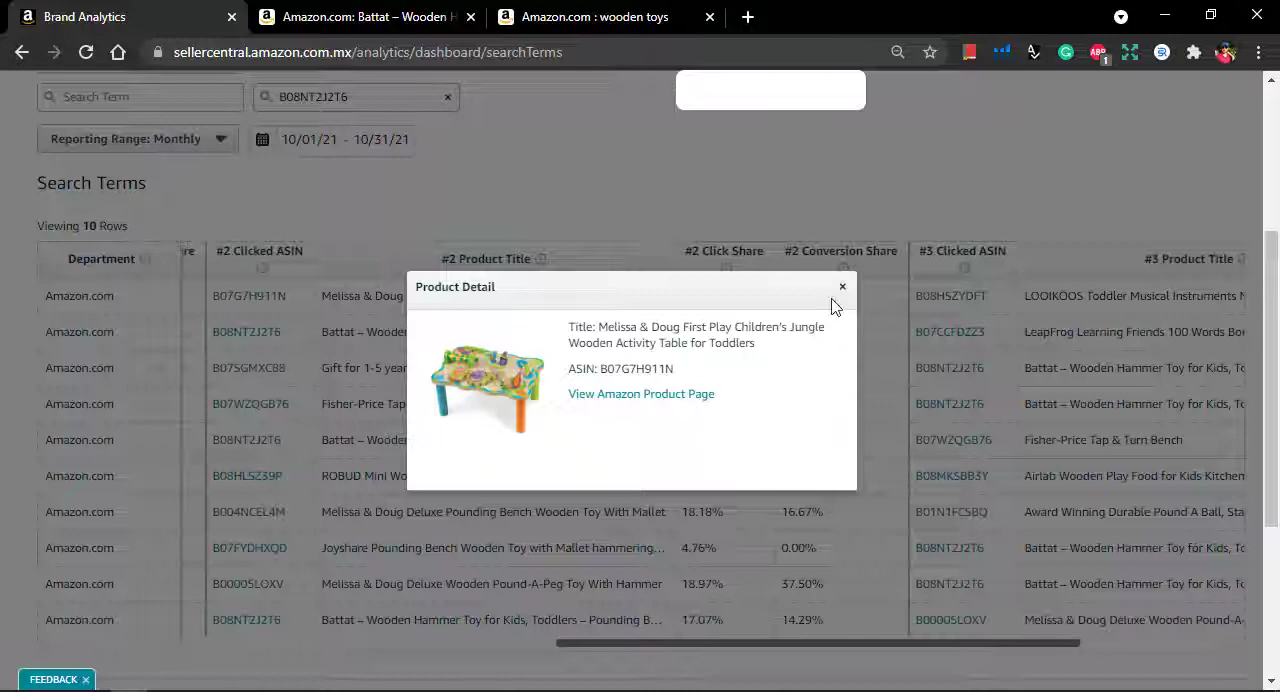 Brand Analytics
Amazon.com: Battat – Wooden H
Amazon.com : wooden toys
sellercentral.amazon.com.mx/analytics/dashboard/searchTerms
ABP
1
Search Term
B08NT2J2T6
Reporting Range: Monthly
10/01/21 - 10/31/21
Search Terms
Viewing 10 Rows
Department re #2 Clicked ASIN #2 Product Title #2 Click Share #2 Conversion Share #3 Clicked ASIN #3 Product Title
Product Detail
Title: Melissa & Doug First Play Children's Jungle
Wooden Activity Table for Toddlers
ASIN: B07G7H911N
View Amazon Product Page
Amazon.com B07G7H911N Melissa & Doug B08HSZYDFT LOOIKOOS Toddler Musical Instruments
Amazon.com B08NT2J2T6 Battat – Woode B07CCFDZZ3 LeapFrog Learning Friends 100 Words Bo
Amazon.com B075GMXC88 Gift for 1-5 year B08NT2J2T6 Battat – Wooden Hammer Toy for Kids, To
Amazon.com B07WZQGB76 Fisher-Price Tap B08NT2J2T6 Battat – Wooden Hammer Toy for Kids, To
Amazon.com B08NT2J2T6 Battat – Woode B07WZQGB76 Fisher-Price Tap & Turn Bench
Amazon.com B08HLSZ39P ROBUD Mini Wo B08MKSBB3Y Airlab Wooden Play Food for Kids Kitchen
Amazon.com B004NCEL4M Melissa & Doug Deluxe Pounding Bench Wooden Toy With Mallet 18.18% 16.67% B01N1FCSBQ Award Winning Durable Pound A Ball, Sta
Amazon.com B07FYDHXQD Joyshare Pounding Bench Wooden Toy with Mallet hammering... 4.76% 0.00% B08NT2J2T6 Battat – Wooden Hammer Toy for Kids, To
Amazon.com B00005LOXV Melissa & Doug Deluxe Wooden Pound-A-Peg Toy With Hammer 18.97% 37.50% B08NT2J2T6 Battat – Wooden Hammer Toy for Kids, To
Amazon.com B08NT2J2T6 Battat – Wooden Hammer Toy for Kids, Toddlers – Pounding B... 17.07% 14.29% B00005LOXV Melissa & Doug Deluxe Wooden Pound-A-
FEEDBACK